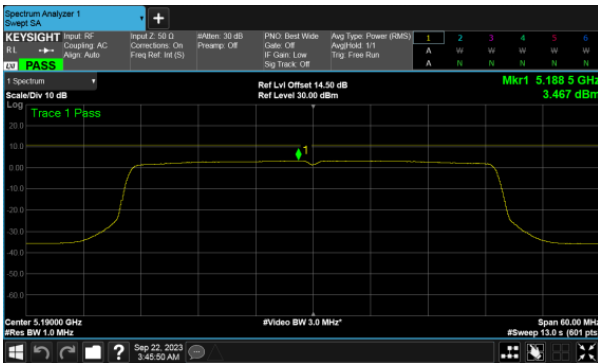 Spectrum Analyzer 1
Swept SA
+
KEYSIGHT Input: RF Input Z: 50 Ω #Atten: 30 dB PNO: Best Wide Avg Type: Power (RMS) 1 2 3 4 5 6
RL Coupling: AC Corrections: On Preamp: Off Gate: Off Avg|Hold: 1/1 A W W W W W
Align: Auto Freq Ref: Int (S) IF Gain: Low Trig: Free Run
LM PASS Sig Track: Off A N N N N N
1 Spectrum Ref Lvl Offset 14.50 dB Mkr1 5.188 5 GHz
Scale/Div 10 dB Ref Level 30.00 dBm 3.467 dBm
Log
Trace 1 Pass
20.0
10.0
1
0.00
-10.0
-20.0
-30.0
-40.0
-60.0
Center 5.19000 GHz #Video BW 3.0 MHz* Span 60.00 MHz
#Res BW 1.0 MHz #Sweep 13.0 s (601 pts)
? Sep 22, 2023
3:45:50 AM